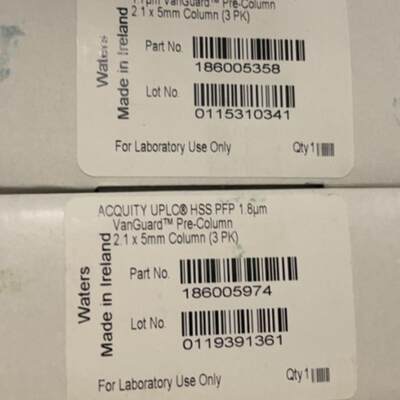 VanGuard™ Pre-Column
2.1 x 5mm Column (3 PK)
Waters
Made in Ireland
Part No.
186005358
Lot No.
0115310341
For Laboratory Use Only
Qty 1
ACQUITY UPLC® HSS PFP 1.8µm
VanGuard™ Pre-Column
2.1 x 5mm Column (3 PK)
Waters
Made in Ireland
Part No.
186005974
Lot No.
0119391361
For Laboratory Use Only
Qty 1